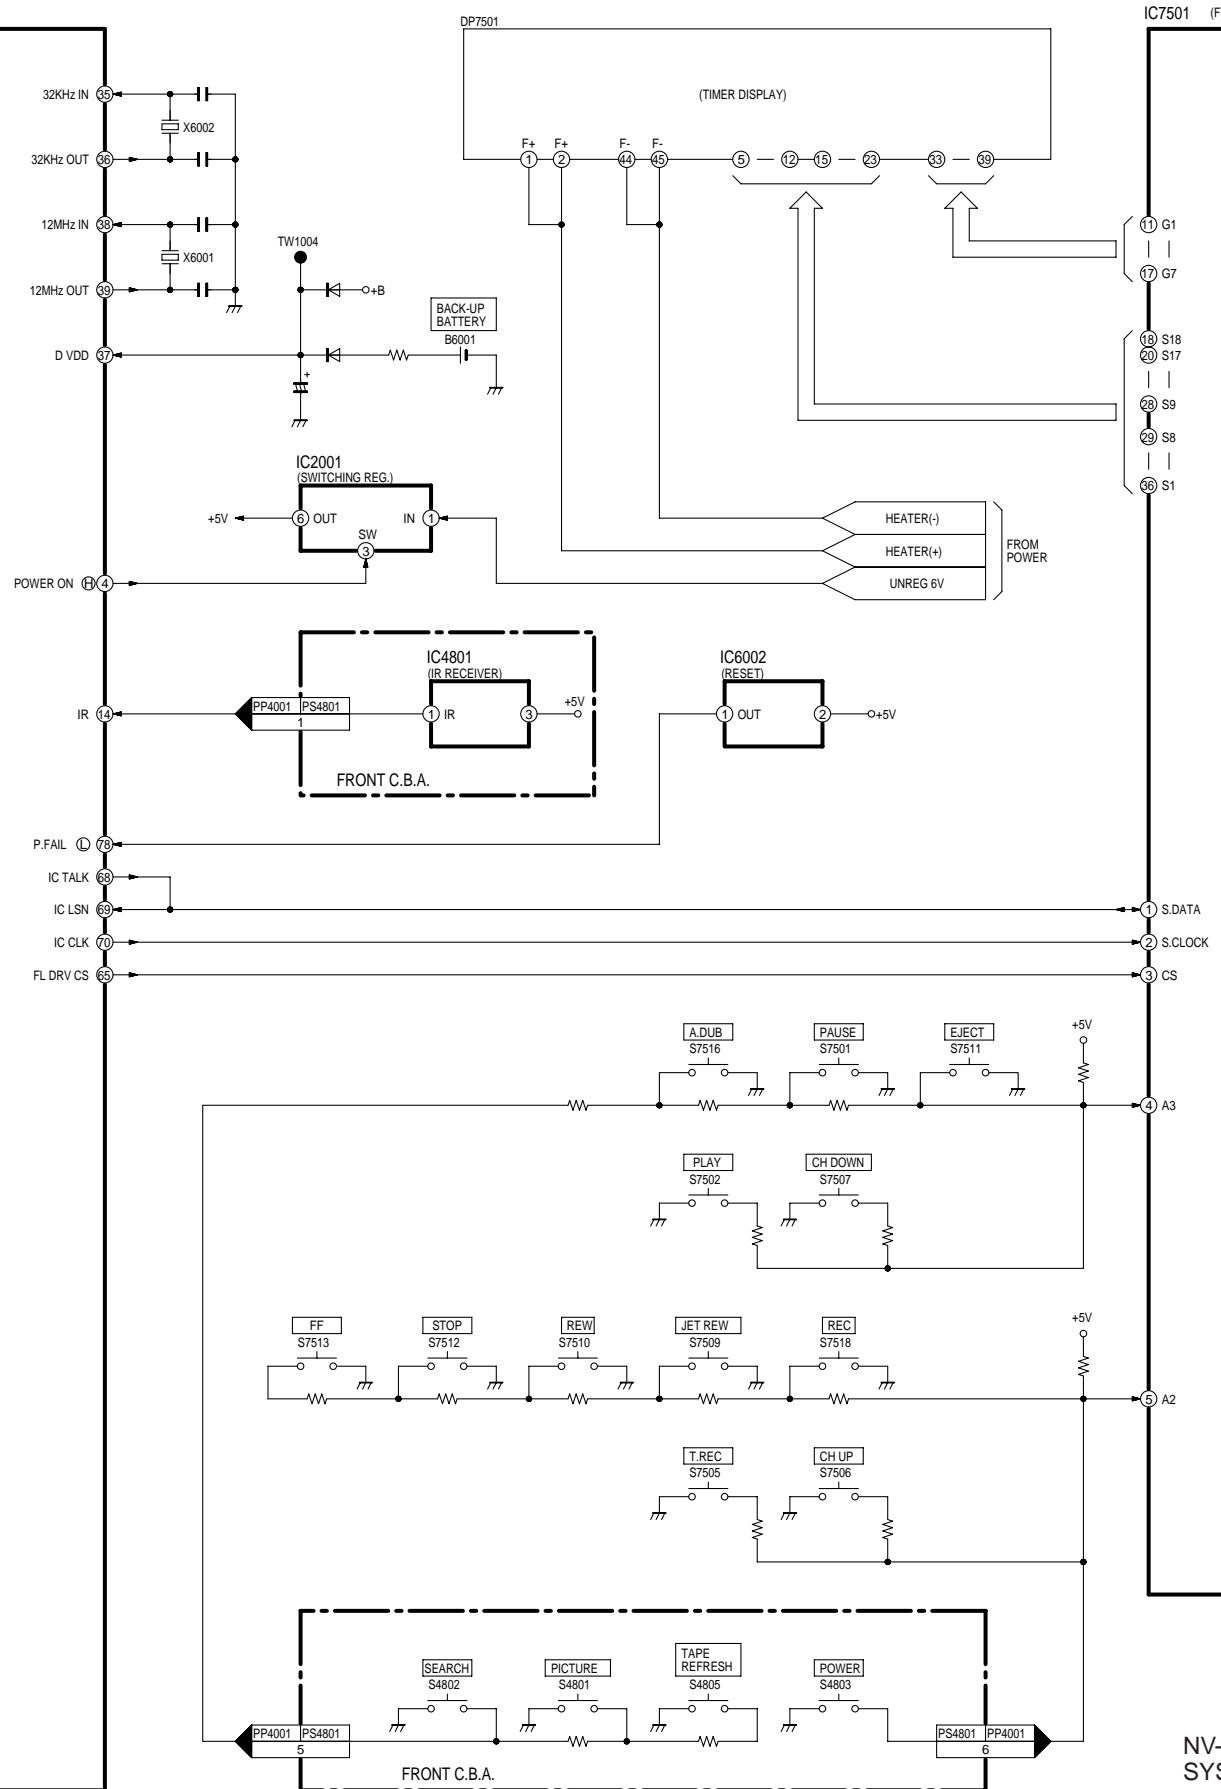 IC7501 (F
DP7501
(TIMER DISPLAY)
F+ F+ F- F-
1 2 44 45 5 12 15 23 33 39
32KHz IN 35
X6002
32KHz OUT 36
12MHz IN 38
X6001
12MHz OUT 39
TW1004
+B
BACK-UP
BATTERY
B6001
D VDD 37
+
11 G1
17 G7
18 S18
20 S17
28 S9
29 S8
36 S1
IC2001
(SWITCHING REG.)
+5V 6 OUT IN 1
SW
3
HEATER(-)
HEATER(+)
UNREG 6V
FROM
POWER
POWER ON H 4
IC4801
(IR RECEIVER)
IC6002
(RESET)
IR 14
PP4001 PS4801
1
1 IR 3 +5V
1 OUT 2 +5V
FRONT C.B.A.
P.FAIL L 78
IC TALK 68
IC LSN 69
IC CLK 70
FL DRV CS 65
1 S.DATA
2 S.CLOCK
3 CS
A.DUB
S7516
PAUSE
S7501
EJECT
S7511
+5V
4 A3
PLAY
S7502
CH DOWN
S7507
FF
S7513
STOP
S7512
REW
S7510
JET REW
S7509
REC
S7518
+5V
5 A2
T.REC
S7505
CH UP
S7506
SEARCH
S4802
PICTURE
S4801
TAPE
REFRESH
S4805
POWER
S4803
PP4001 PS4801
5
PS4801 PP4001
6
FRONT C.B.A.
NV-
SYS